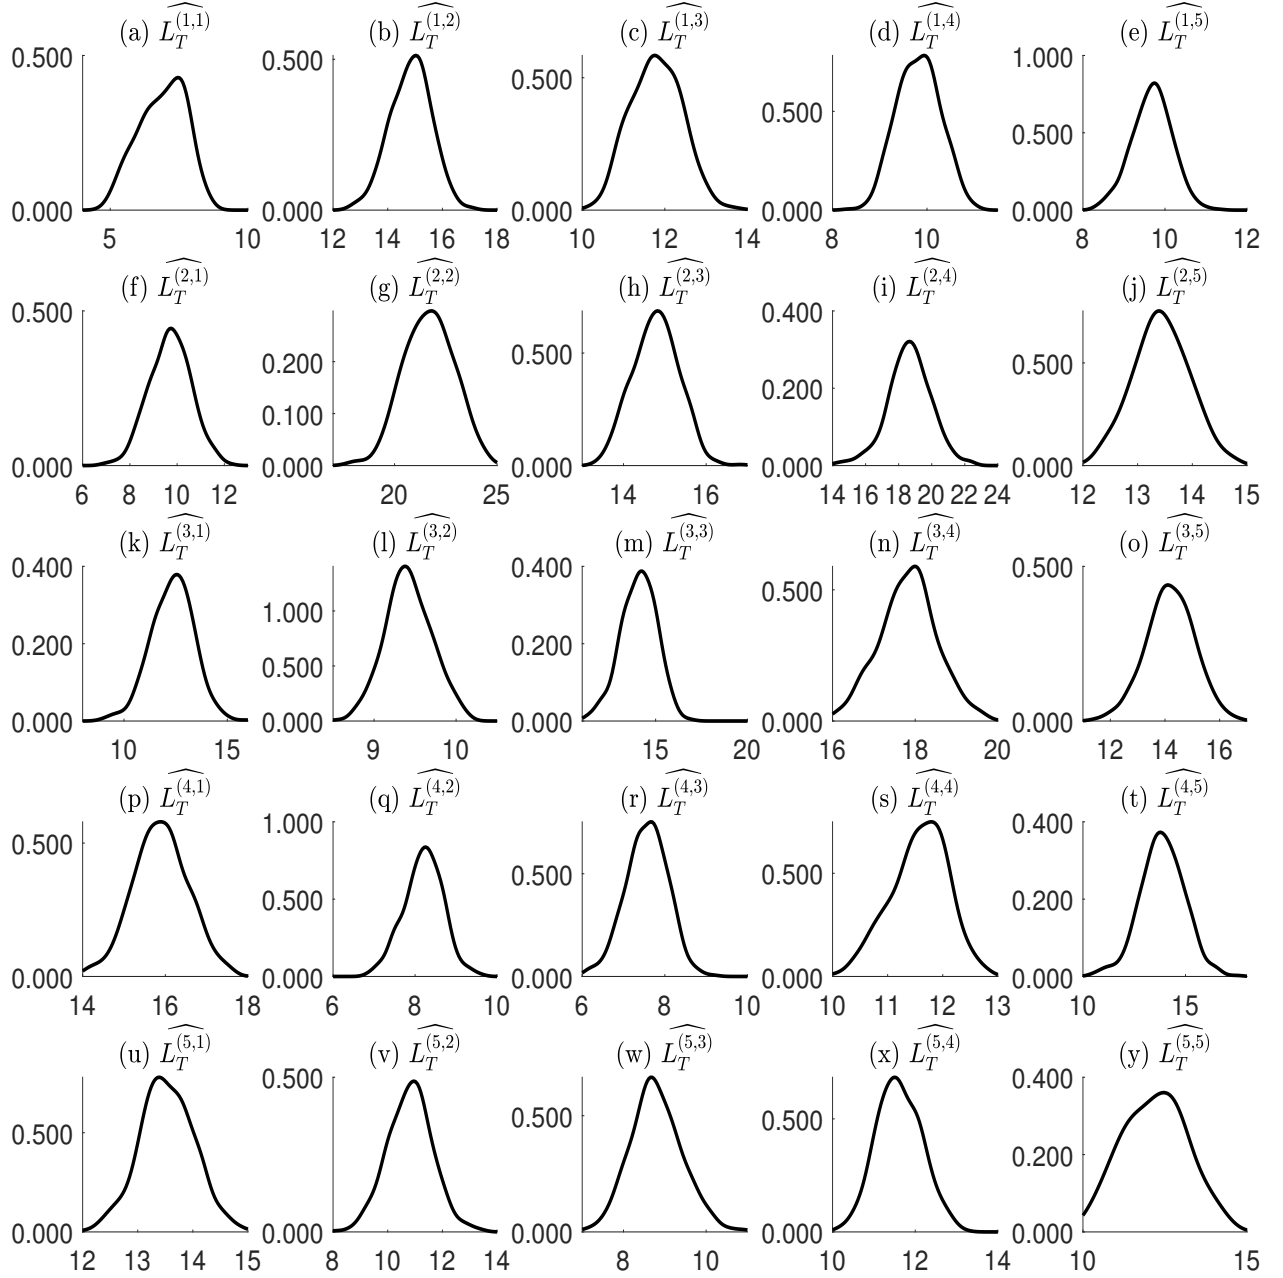 (a) $\widehat{L_T^{(1,1)}}$
0.500
0.000
5 10
(b) $\widehat{L_T^{(1,2)}}$
0.500
0.000
12 14 16 18
(c) $\widehat{L_T^{(1,3)}}$
0.500
0.000
10 11 12 13 14
(d) $\widehat{L_T^{(1,4)}}$
0.500
0.000
8 10
(e) $\widehat{L_T^{(1,5)}}$
1.000
0.500
0.000
8 10 12
(f) $\widehat{L_T^{(2,1)}}$
0.500
0.000
6 8 10 12
(g) $\widehat{L_T^{(2,2)}}$
0.200
0.100
0.000
20 25
(h) $\widehat{L_T^{(2,3)}}$
0.500
0.000
14 16
(i) $\widehat{L_T^{(2,4)}}$
0.400
0.200
0.000
14 16 18 20 22 24
(j) $\widehat{L_T^{(2,5)}}$
0.500
0.000
12 13 14 15
(k) $\widehat{L_T^{(3,1)}}$
0.400
0.200
0.000
10 15
(l) $\widehat{L_T^{(3,2)}}$
1.000
0.500
0.000
9 10
(m) $\widehat{L_T^{(3,3)}}$
0.400
0.200
0.000
15 20
(n) $\widehat{L_T^{(3,4)}}$
0.500
0.000
16 18 20
(o) $\widehat{L_T^{(3,5)}}$
0.500
0.000
12 14 16
(p) $\widehat{L_T^{(4,1)}}$
0.500
0.000
14 16 18
(q) $\widehat{L_T^{(4,2)}}$
1.000
0.500
0.000
6 8 10
(r) $\widehat{L_T^{(4,3)}}$
0.500
0.000
6 8 10
(s) $\widehat{L_T^{(4,4)}}$
0.500
0.000
10 11 12 13
(t) $\widehat{L_T^{(4,5)}}$
0.400
0.200
0.000
10 15
(u) $\widehat{L_T^{(5,1)}}$
0.500
0.000
12 13 14 15
(v) $\widehat{L_T^{(5,2)}}$
0.500
0.000
8 10 12 14
(w) $\widehat{L_T^{(5,3)}}$
0.500
0.000
8 10
(x) $\widehat{L_T^{(5,4)}}$
0.500
0.000
10 11 12 13 14
(y) $\widehat{L_T^{(5,5)}}$
0.400
0.200
0.000
10 15